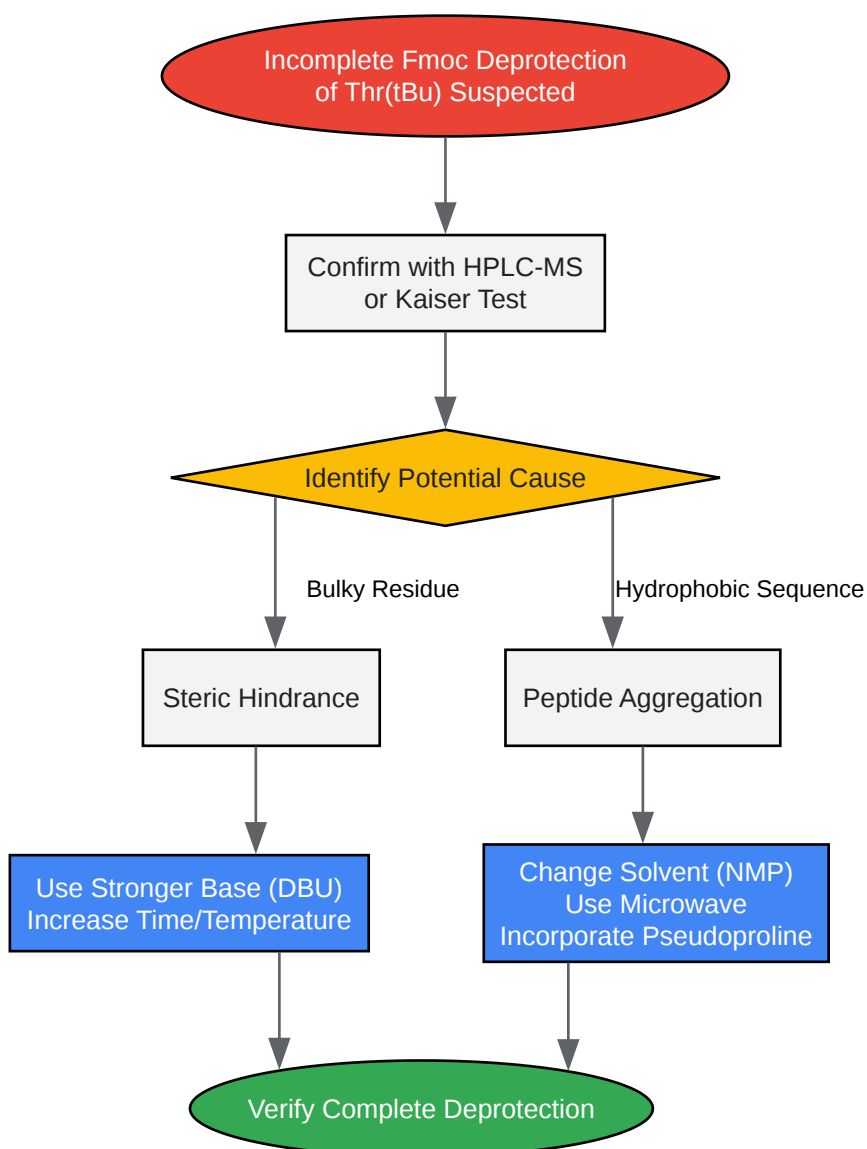 Incomplete Fmoc Deprotection
of Thr(tBu) Suspected
Confirm with HPLC-MS
or Kaiser Test
Identify Potential Cause
Bulky Residue
Hydrophobic Sequence
Steric Hindrance
Peptide Aggregation
Use Stronger Base (DBU)
Increase Time/Temperature
Change Solvent (NMP)
Use Microwave
Incorporate Pseudoproline
Verify Complete Deprotection